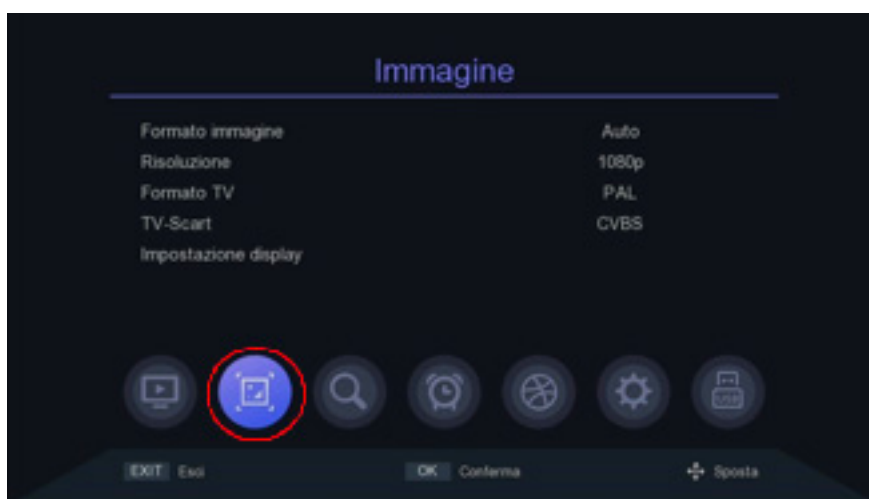 Immagine
Formato immagine Auto
Risoluzione 1080p
Formato TV PAL
TV-Scart CVBS
Impostazione display
USB
EXIT Esci OK Conferma Sposta